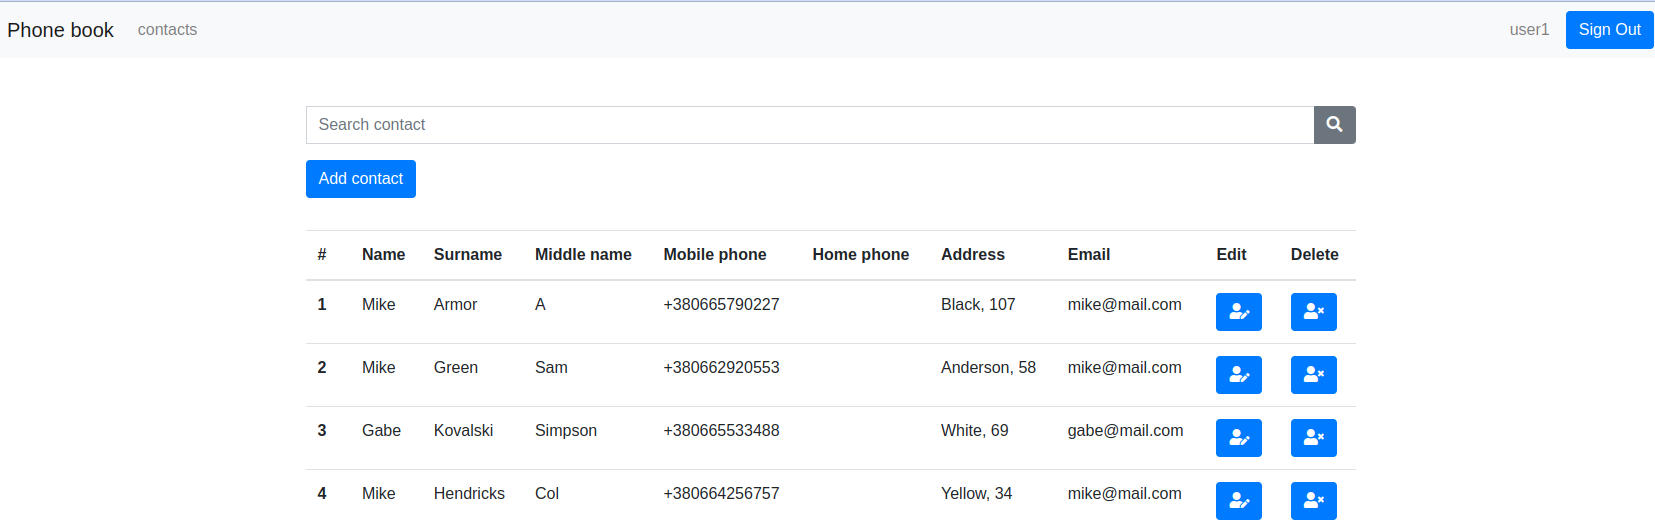 Phone book contacts user1 Sign Out
Search contact
Add contact
# Name Surname Middle name Mobile phone Home phone Address Email Edit Delete
1 Mike Armor A +380665790227 Black, 107 mike@mail.com
2 Mike Green Sam +380662920553 Anderson, 58 mike@mail.com
3 Gabe Kovalski Simpson +380665533488 White, 69 gabe@mail.com
4 Mike Hendricks Col +380664256757 Yellow, 34 mike@mail.com